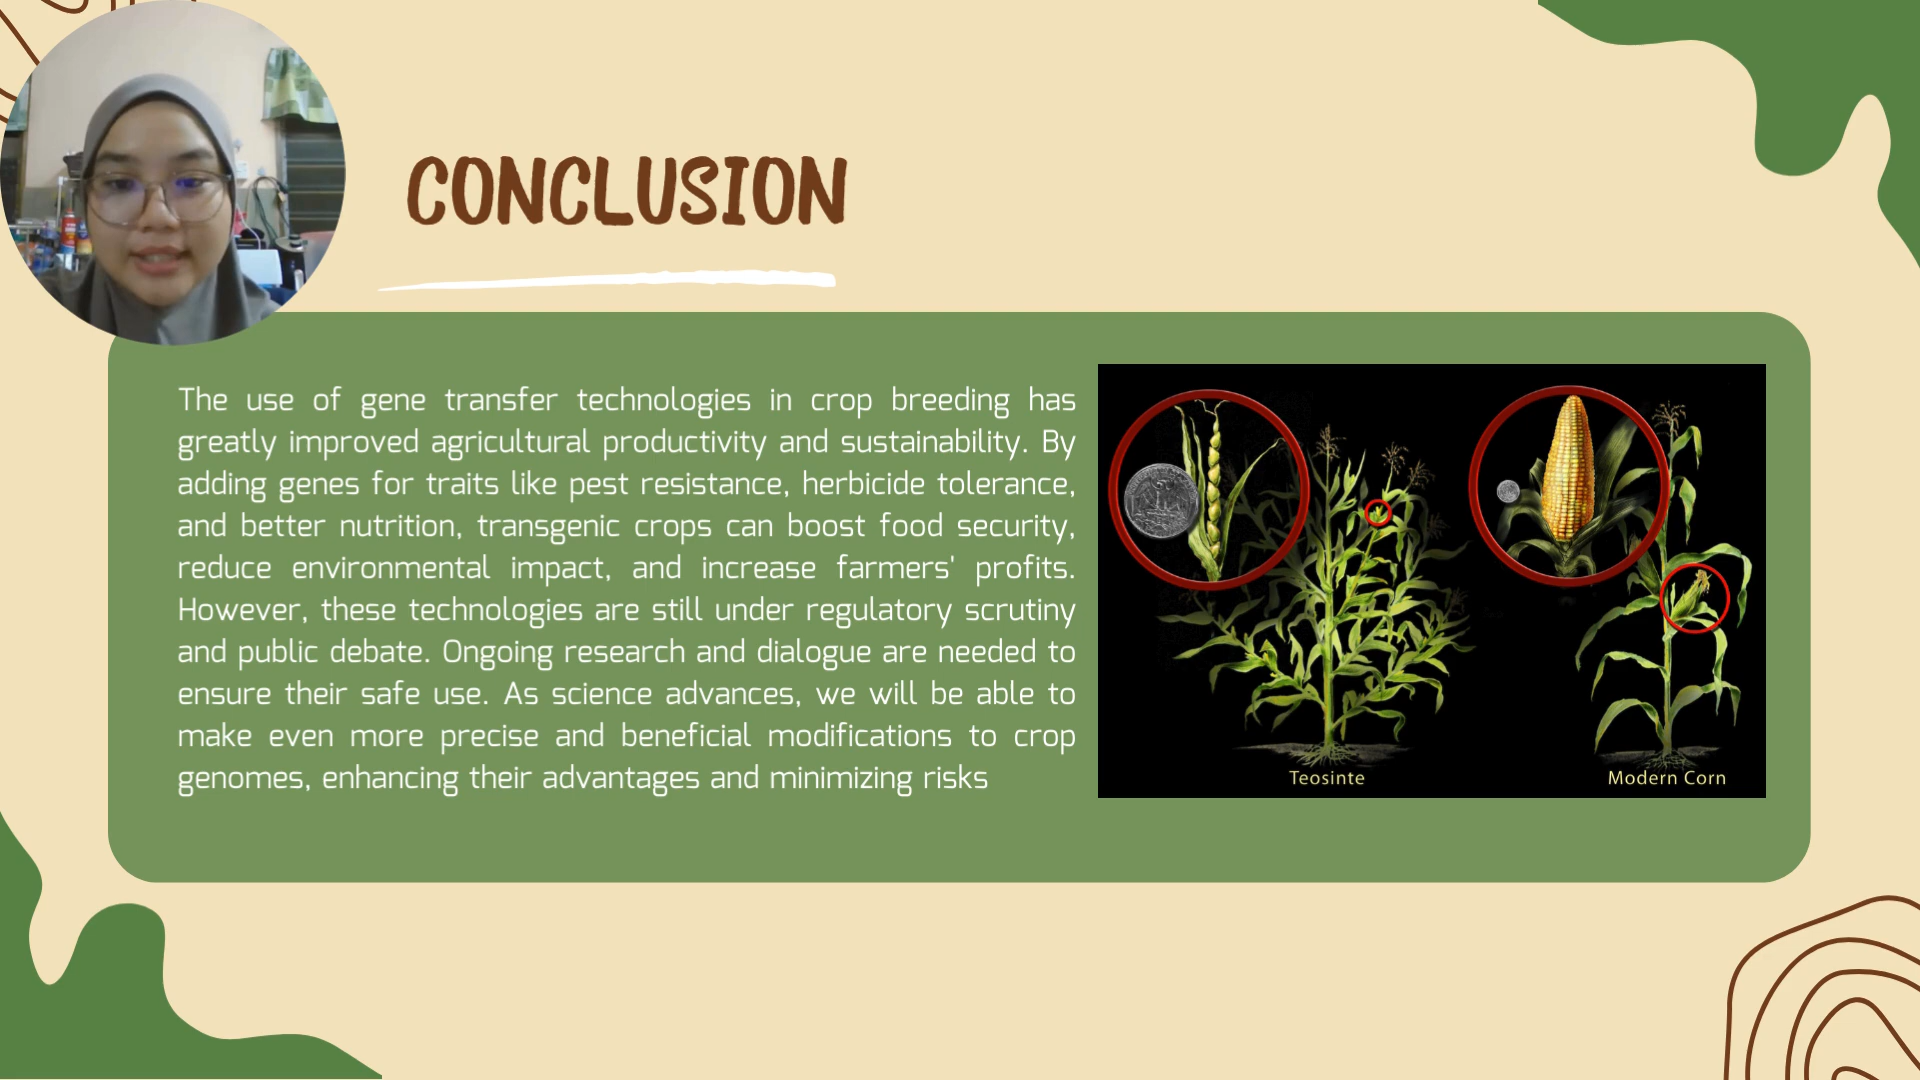 CONCLUSION
The use of gene transfer technologies in crop breeding has
greatly improved agricultural productivity and sustainability. By
adding genes for traits like pest resistance, herbicide tolerance,
and better nutrition, transgenic crops can boost food security,
reduce environmental impact, and increase farmers' profits.
However, these technologies are still under regulatory scrutiny
and public debate. Ongoing research and dialogue are needed to
ensure their safe use. As science advances, we will be able to
make even more precise and beneficial modifications to crop
genomes, enhancing their advantages and minimizing risks
Teosinte
Modern Corn